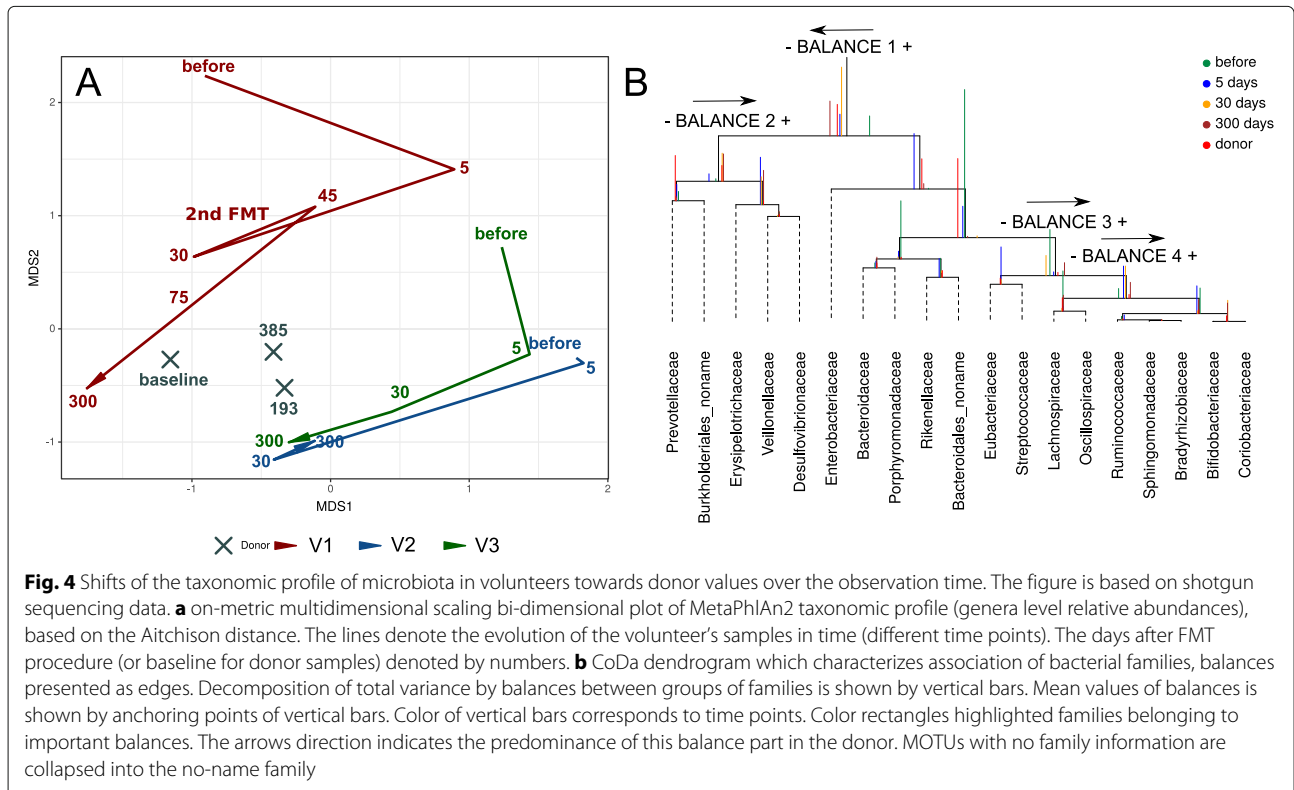 A
before
5
45
2nd FMT
30
75
300
before
385
baseline
193
5
before
5
30
300
300
30
2
1
0
-1
MDS2
-1
0
1
2
MDS1
Donor
V1
V2
V3
B
- BALANCE 1 +
- BALANCE 2 +
- BALANCE 3 +
- BALANCE 4 +
before
5 days
30 days
300 days
donor
Prevotellaceae
Burkholderiales_noname
Erysipelotrichaceae
Veillonellaceae
Desulfovibrionaceae
Enterobacteriaceae
Bacteroidaceae
Porphyromonadaceae
Rikenellaceae
Bacteroidales_noname
Eubacteriaceae
Streptococcaceae
Lachnospiraceae
Oscillospiraceae
Ruminococcaceae
Sphingomonadaceae
Bradyrhizobiaceae
Bifidobacteriaceae
Coriobacteriaceae
Fig. 4 Shifts of the taxonomic profile of microbiota in volunteers towards donor values over the observation time. The figure is based on shotgun
sequencing data. a on-metric multidimensional scaling bi-dimensional plot of MetaPhlAn2 taxonomic profile (genera level relative abundances),
based on the Aitchison distance. The lines denote the evolution of the volunteer's samples in time (different time points). The days after FMT
procedure (or baseline for donor samples) denoted by numbers. b CoDa dendrogram which characterizes association of bacterial families, balances
presented as edges. Decomposition of total variance by balances between groups of families is shown by vertical bars. Mean values of balances is
shown by anchoring points of vertical bars. Color of vertical bars corresponds to time points. Color rectangles highlighted families belonging to
important balances. The arrows direction indicates the predominance of this balance part in the donor. MOTUs with no family information are
collapsed into the no-name family